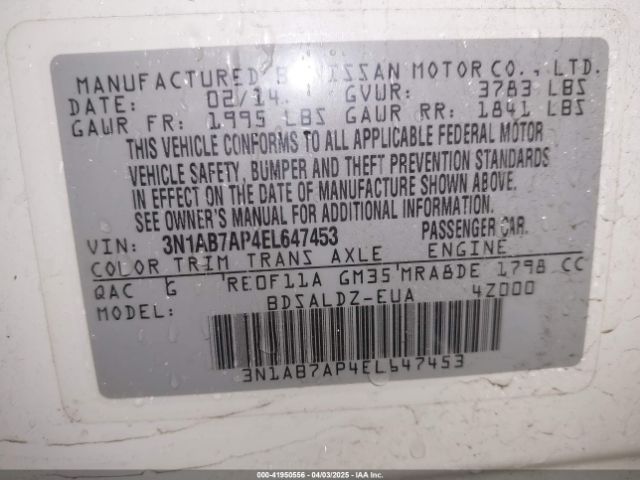 MANUFACTURED BY NISSAN MOTOR CO., LTD.
DATE: 02/14 GVWR: 3783 LBS
GAWR FR: 1995 LBS GAWR RR: 1841 LBS
THIS VEHICLE CONFORMS TO ALL APPLICABLE FEDERAL MOTOR
VEHICLE SAFETY, BUMPER AND THEFT PREVENTION STANDARDS
IN EFFECT ON THE DATE OF MANUFACTURE SHOWN ABOVE.
SEE OWNER'S MANUAL FOR ADDITIONAL INFORMATION.
VIN: 3N1AB7AP4EL647453 PASSENGER CAR.
COLOR TRIM TRANS AXLE ENGINE
QAC G RE0F11A GM35 MRA8DE 1798 CC
MODEL: BDSALDZ-EUA 4Z000
3N1AB7AP4EL647453
000-41950556 - 04/03/2025 - IAA Inc.